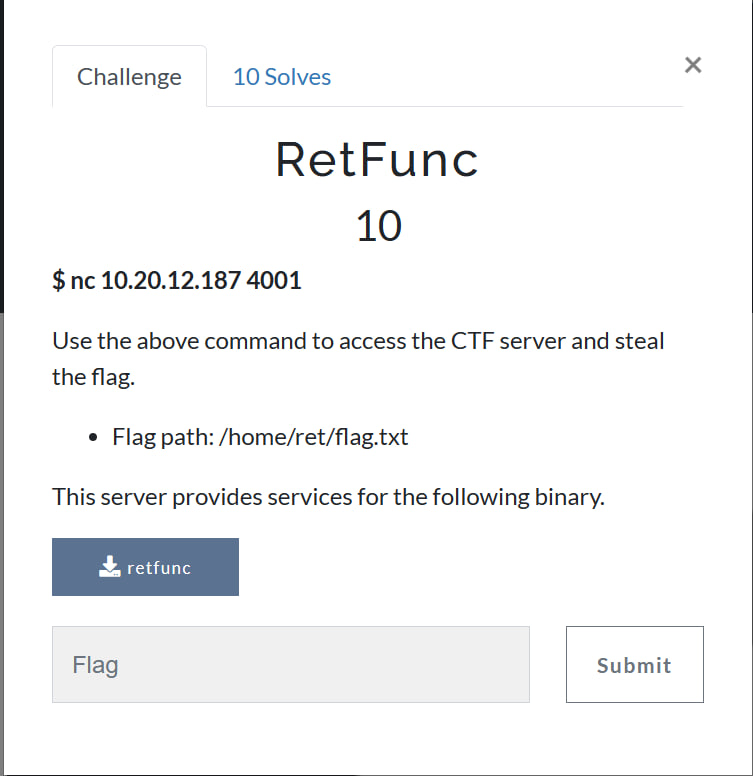 Challenge
10 Solves
×
RetFunc
10
$ nc 10.20.12.187 4001
Use the above command to access the CTF server and steal
the flag.
• Flag path: /home/ret/flag.txt
This server provides services for the following binary.
retfunc
Flag
Submit